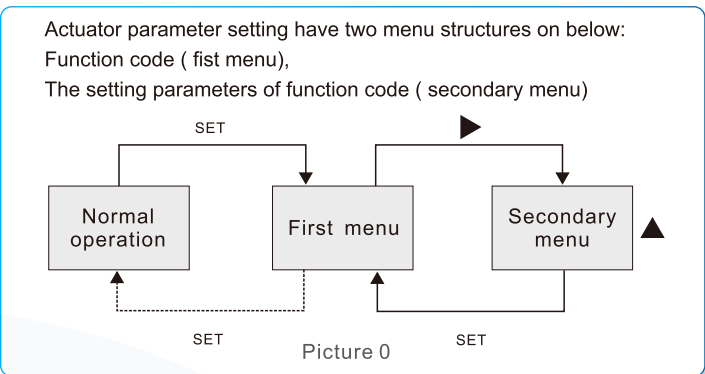 Actuator parameter setting have two menu structures on below:
Function code ( fist menu),
The setting parameters of function code ( secondary menu)
SET
Normal
operation
First menu
Secondary
menu
SET
SET
Picture 0